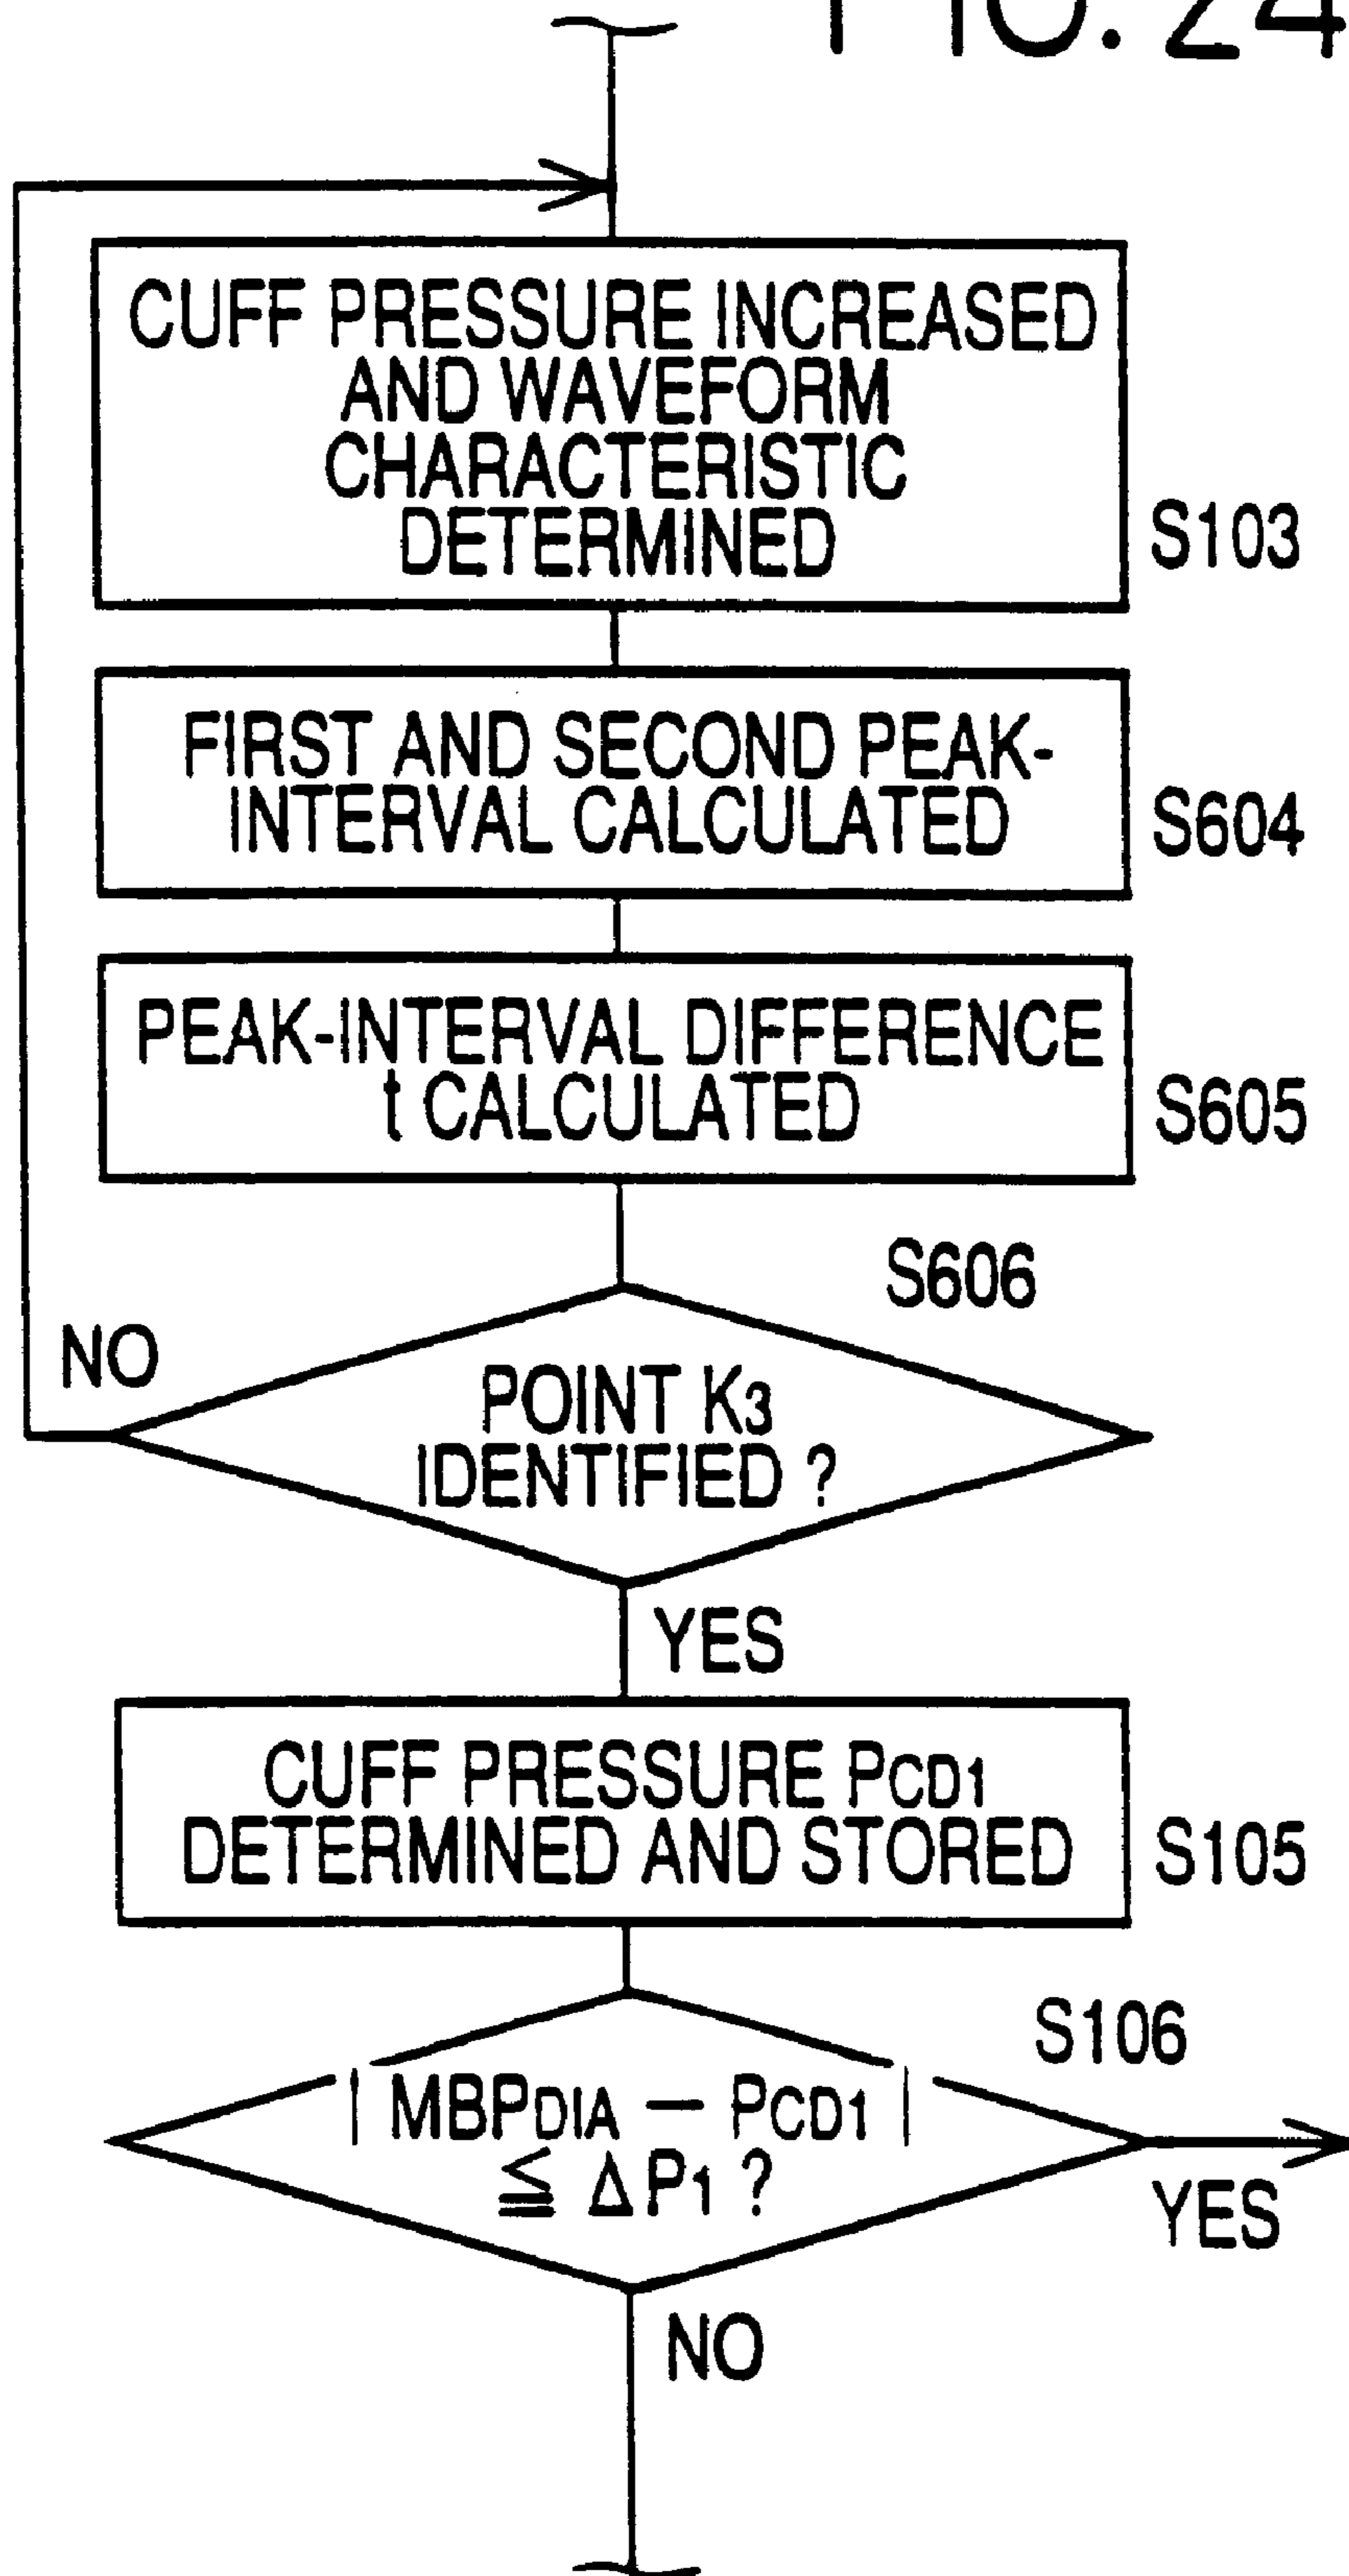 FIG. 24
CUFF PRESSURE INCREASED
AND WAVEFORM
CHARACTERISTIC
DETERMINED
S103
FIRST AND SECOND PEAK-
INTERVAL CALCULATED
S604
PEAK-INTERVAL DIFFERENCE
t CALCULATED
S605
S606
NO
POINT K3
IDENTIFIED ?
YES
CUFF PRESSURE PCD1
DETERMINED AND STORED
S105
S106
| MBPDIA — PCD1 |
≦ ΔP1 ?
YES
NO